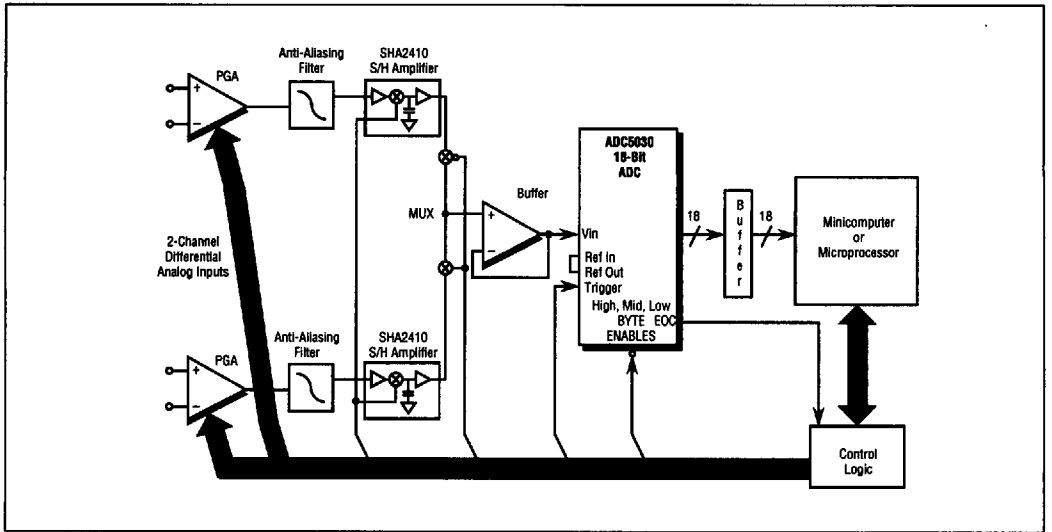 Anti-Aliasing
Filter
SHA2410
S/H Amplifier
PGA
+
−
ADC5030
18-Bit
ADC
Buffer
MUX
+
−
Vin
Ref In
Ref Out
Trigger
High, Mid, Low
BYTE EOC
ENABLES
18
Buffer
18
Minicomputer
or
Microprocessor
2-Channel
Differential
Analog Inputs
Anti-Aliasing
Filter
SHA2410
S/H Amplifier
PGA
+
−
Control
Logic